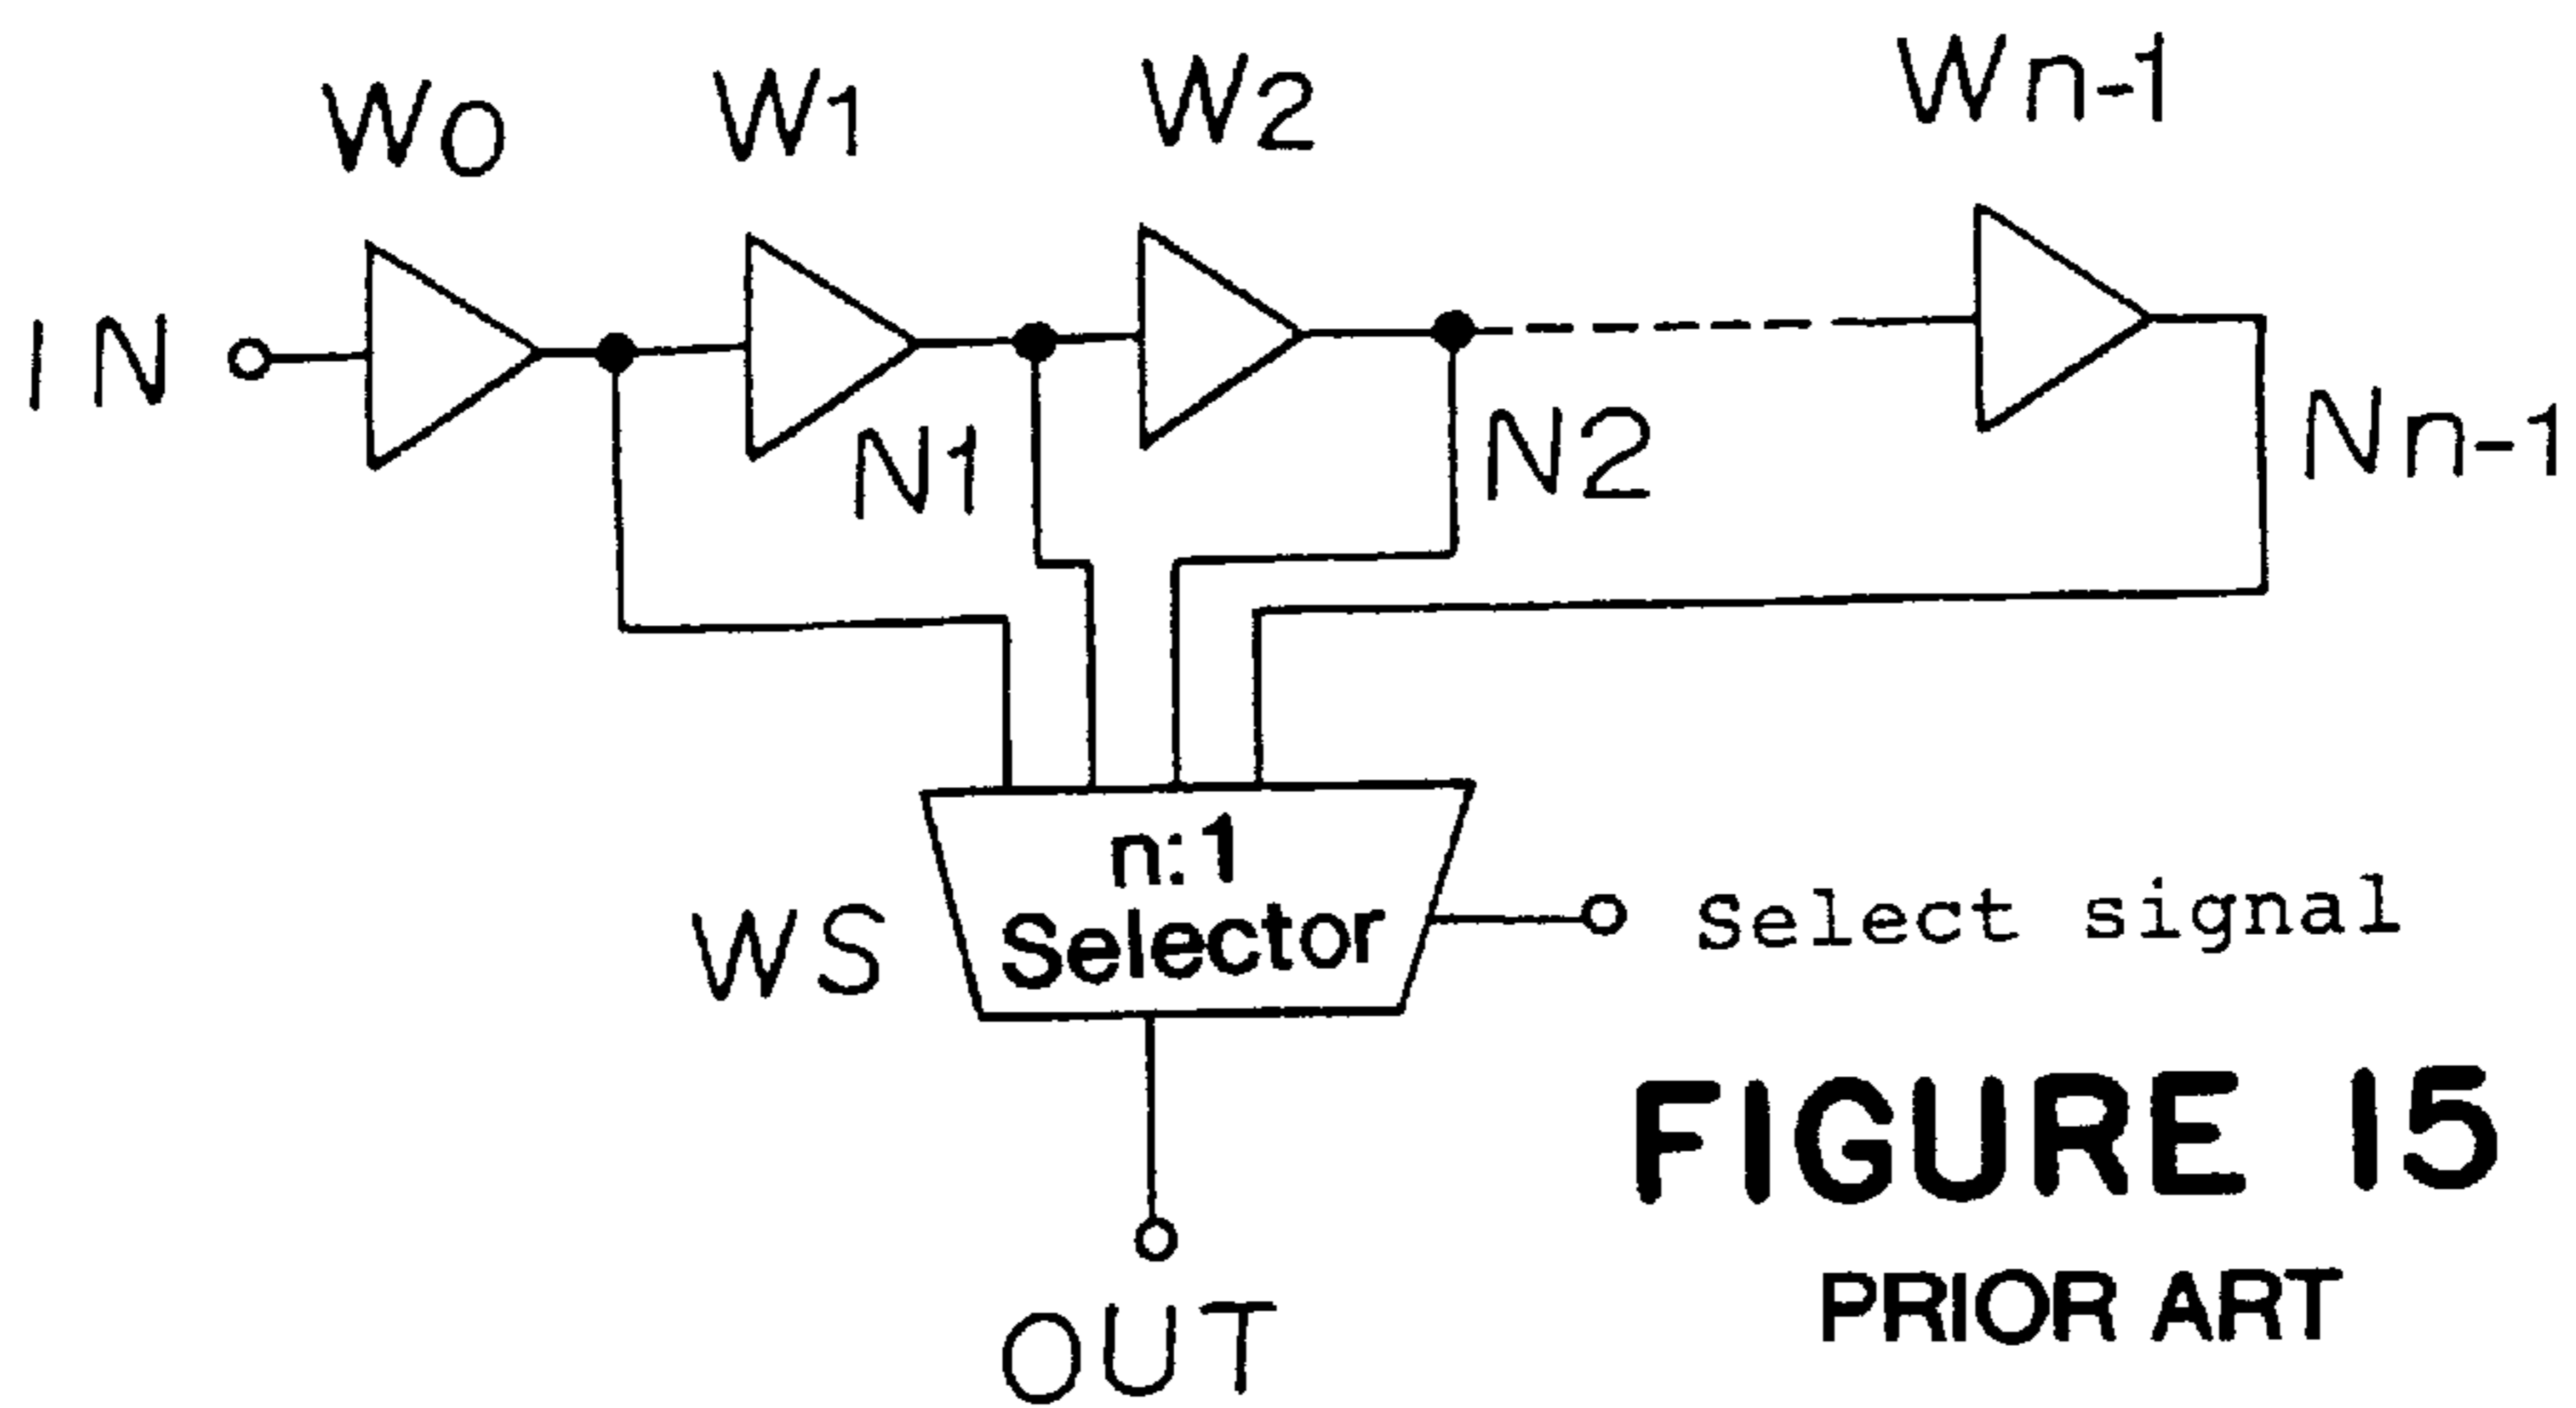 W0 W1 W2 Wn-1
IN
N1 N2 Nn-1
n:1
Selector
WS
Select signal
OUT
FIGURE 15
PRIOR ART